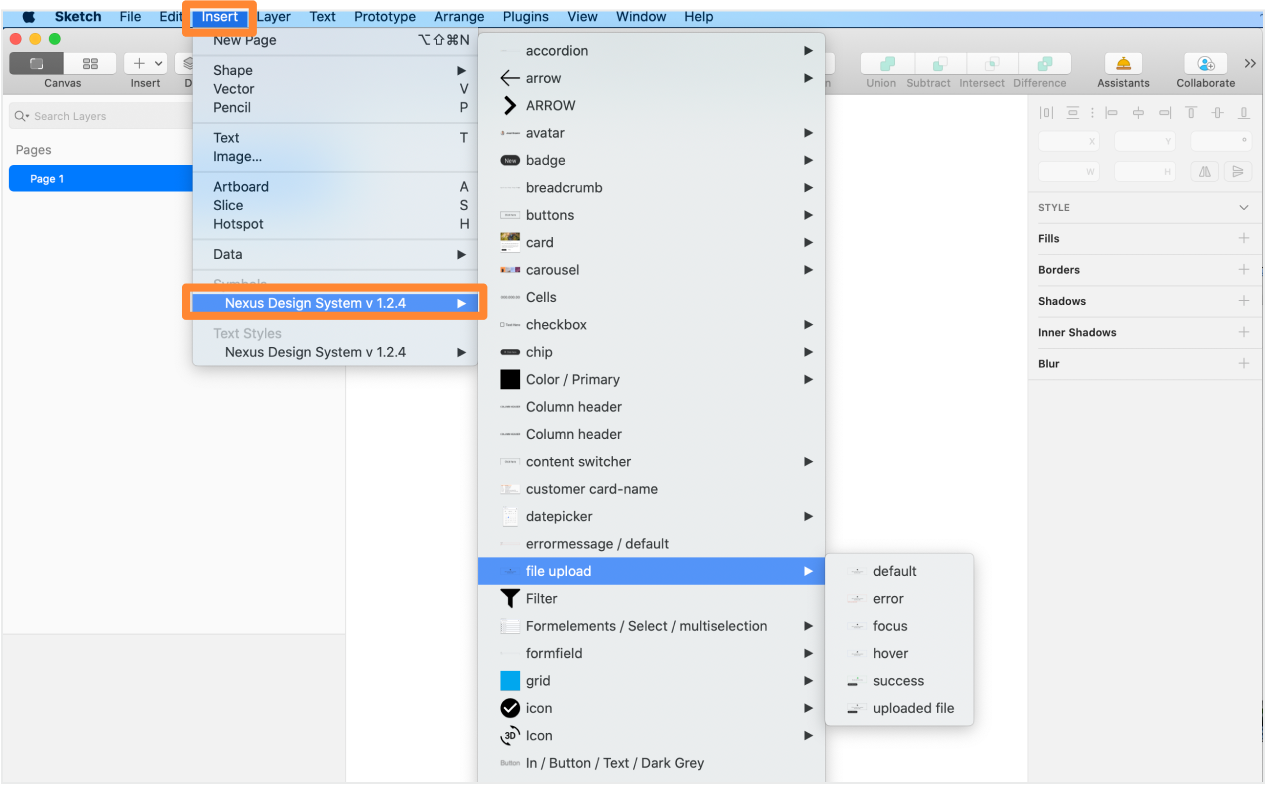 Sketch File Edit Insert Layer Text Prototype Arrange Plugins View Window Help
Canvas
Insert
Union Subtract Intersect Difference Assistants Collaborate
Search Layers
Pages
Page 1
New Page ⌥⇧⌘N
Shape
Vector V
Pencil P
Text T
Image...
Artboard A
Slice S
Hotspot H
Data
Symbols
Nexus Design System v 1.2.4
Text Styles
Nexus Design System v 1.2.4
accordion
arrow
ARROW
avatar
New badge
breadcrumb
buttons
card
carousel
Cells
checkbox
chip
Color / Primary
Column header
Column header
content switcher
customer card-name
datepicker
errormessage / default
file upload
Filter
Formelements / Select / multiselection
formfield
grid
icon
3D Icon
Button In / Button / Text / Dark Grey
default
error
focus
hover
success
uploaded file
X Y °
W H
STYLE
Fills
Borders
Shadows
Inner Shadows
Blur